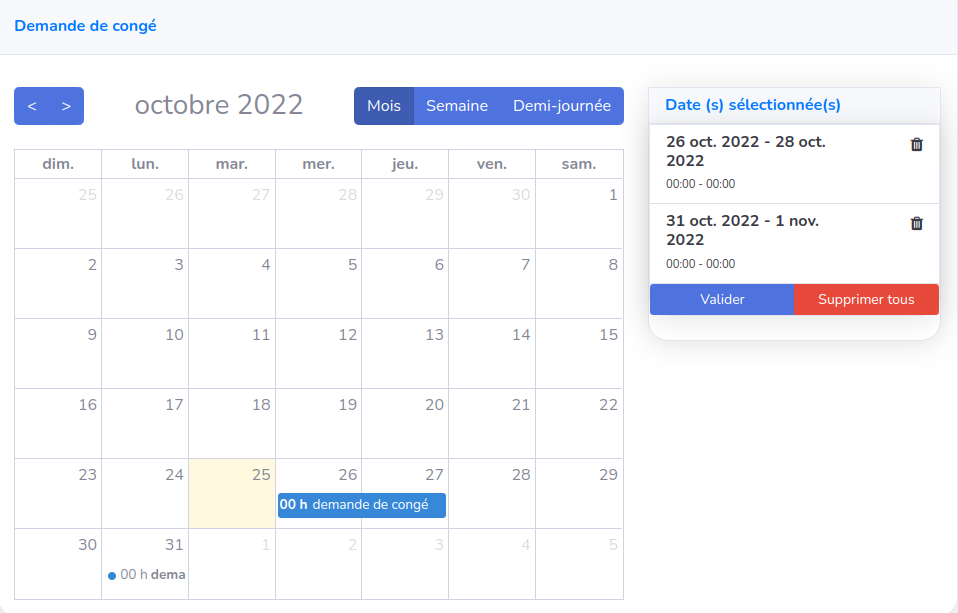 Demande de congé
< > octobre 2022 Mois Semaine Demi-journée
dim. lun. mar. mer. jeu. ven. sam.
25 26 27 28 29 30 1
2 3 4 5 6 7 8
9 10 11 12 13 14 15
16 17 18 19 20 21 22
23 24 25 26 27 28 29
00 h demande de congé
30 31 1 2 3 4 5
00 h dema
Date (s) sélectionnée(s)
26 oct. 2022 - 28 oct.
2022
00:00 - 00:00
31 oct. 2022 - 1 nov.
2022
00:00 - 00:00
Valider Supprimer tous